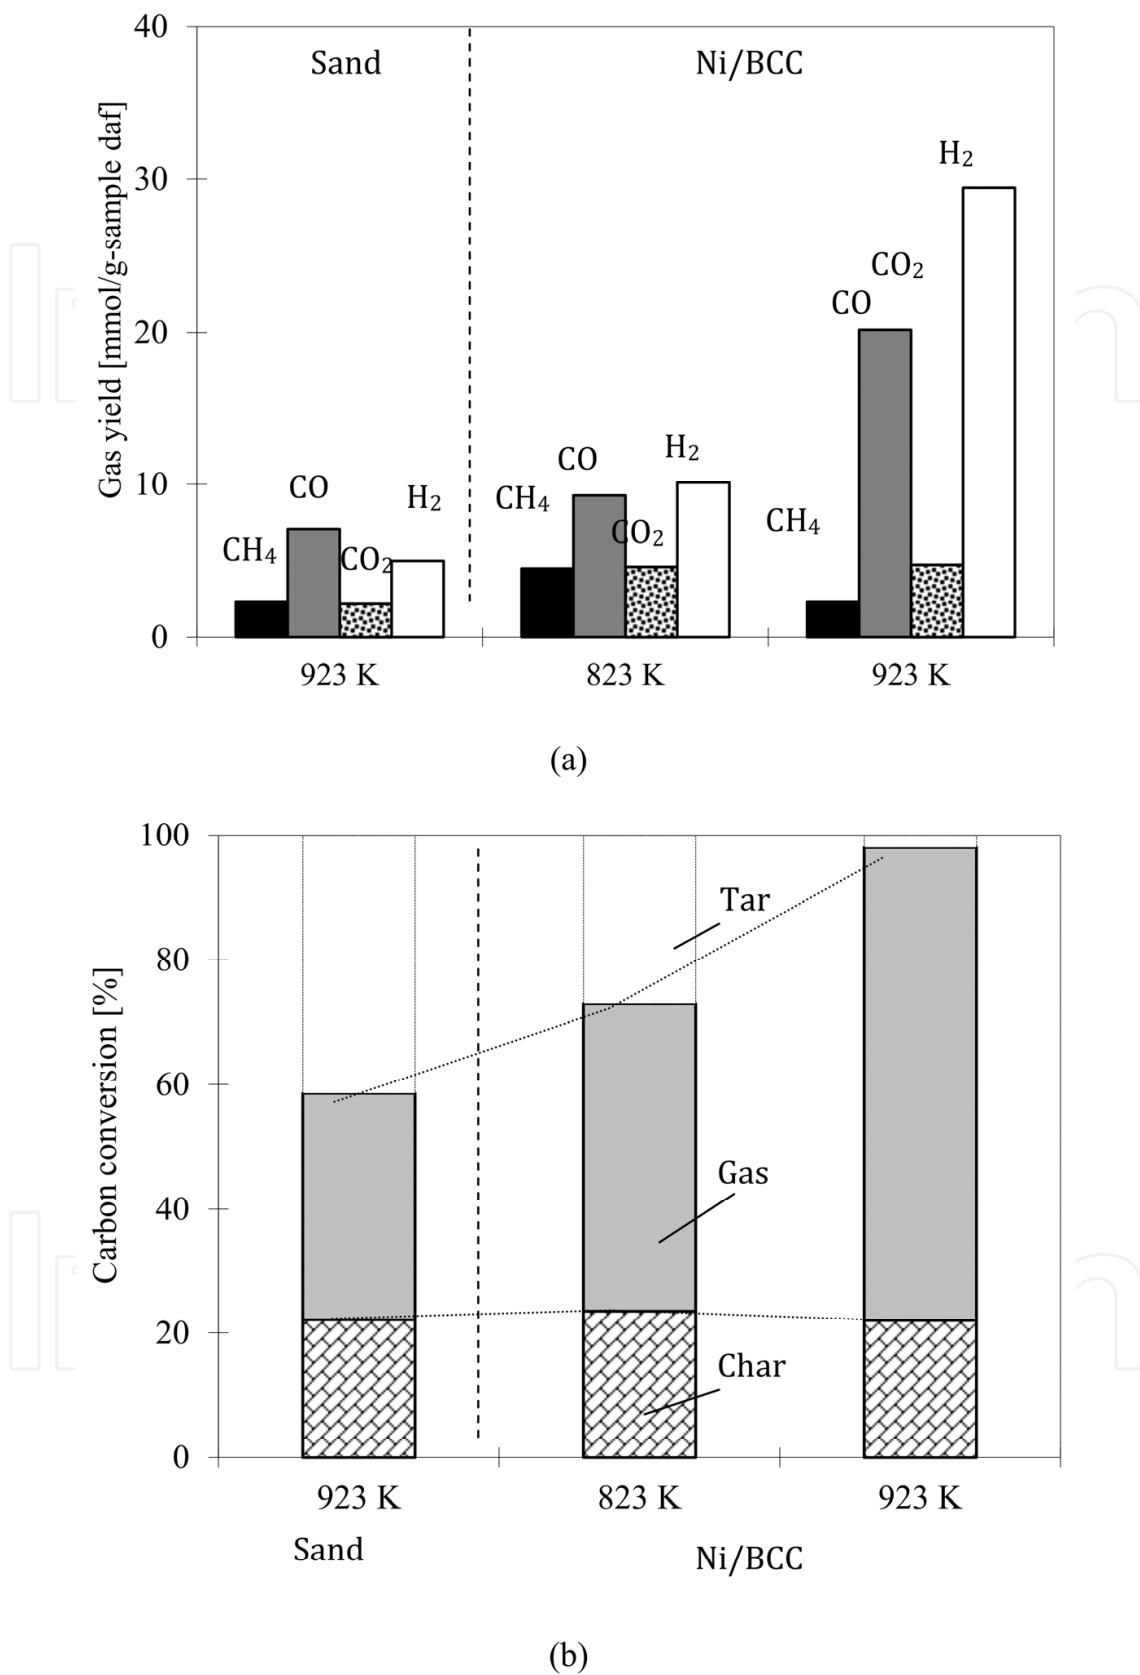 40
Sand
Ni/BCC
Gas yield [mmol/g-sample daf]
30
20
10
0
CH4
CO
CO2
H2
CH4
CO
CO2
H2
CH4
CO
CO2
H2
923 K
823 K
923 K
(a)
100
80
60
40
20
0
Carbon conversion [%]
Tar
Gas
Char
923 K
823 K
923 K
Sand
Ni/BCC
(b)